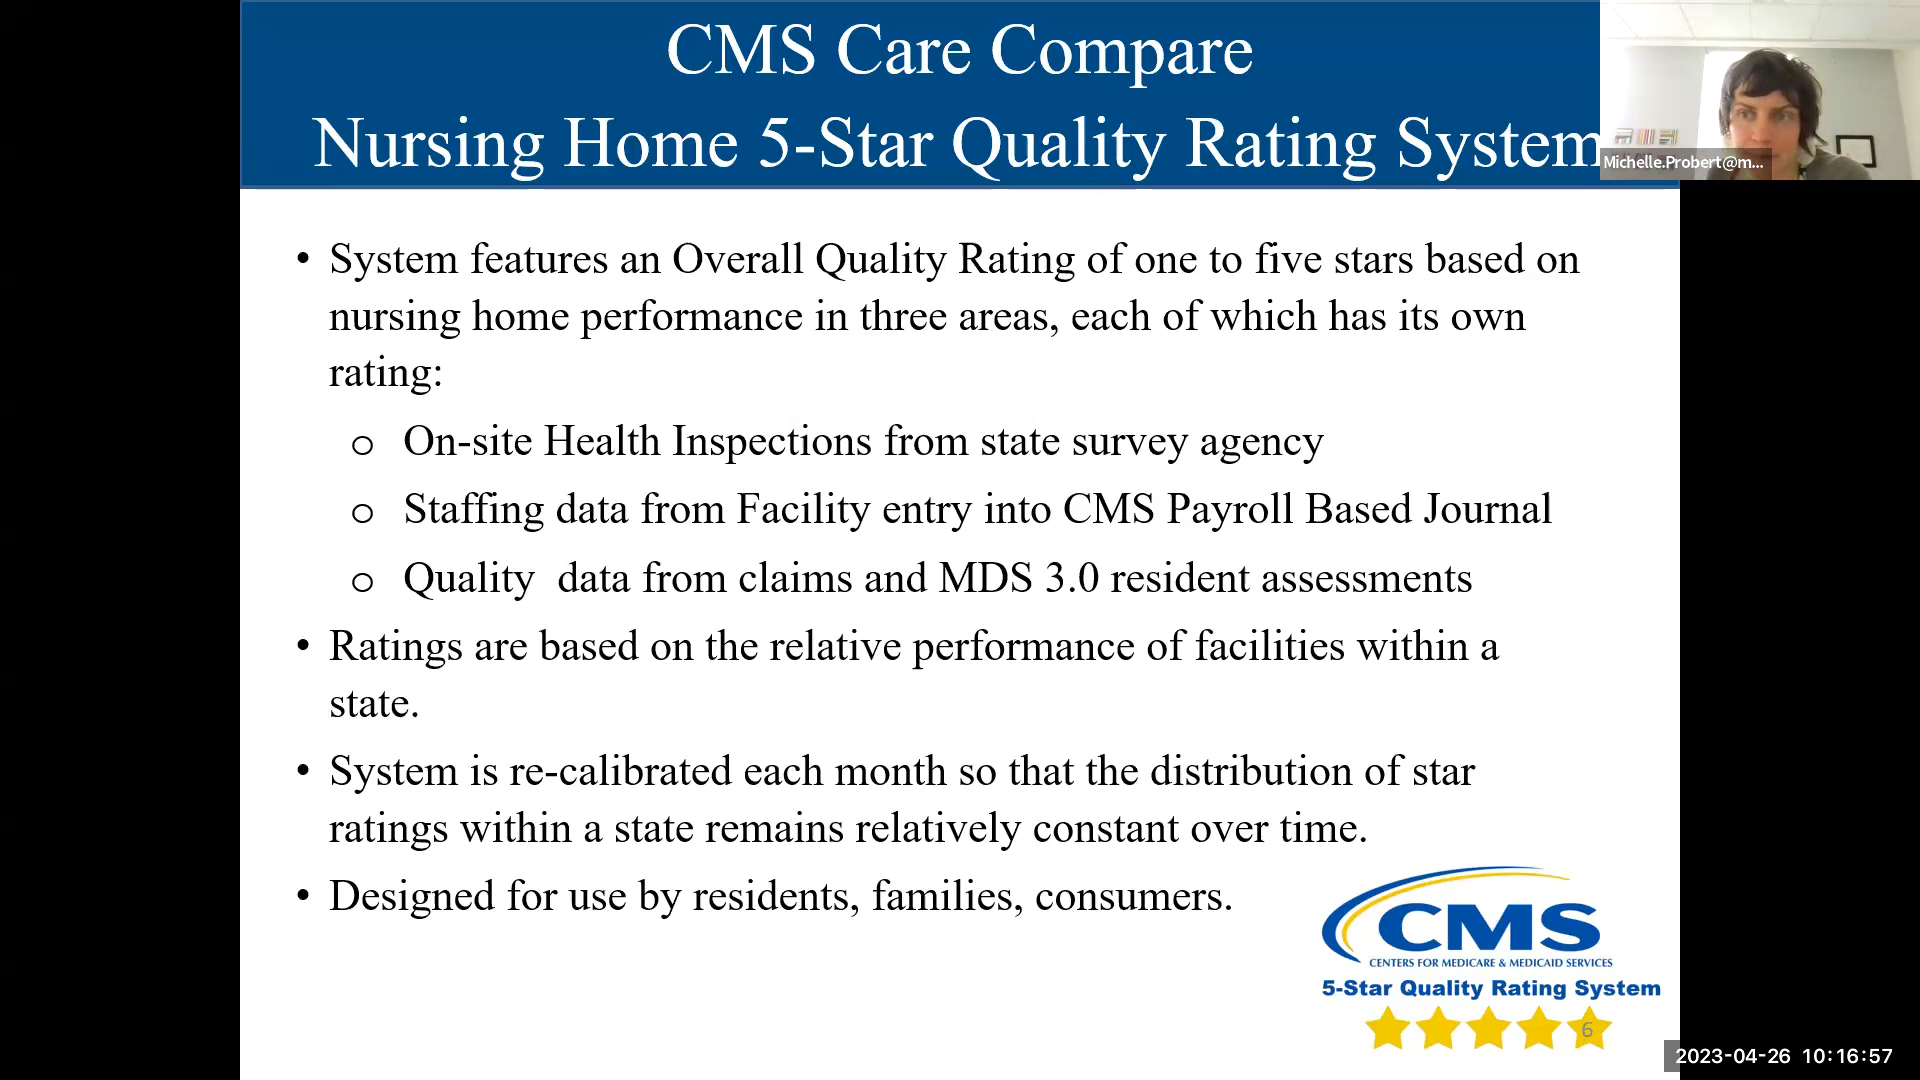 CMS Care Compare
Nursing Home 5-Star Quality Rating System
Michelle.Probert@m...
• System features an Overall Quality Rating of one to five stars based on
nursing home performance in three areas, each of which has its own
rating:
o On-site Health Inspections from state survey agency
o Staffing data from Facility entry into CMS Payroll Based Journal
o Quality  data from claims and MDS 3.0 resident assessments
• Ratings are based on the relative performance of facilities within a
state.
• System is re-calibrated each month so that the distribution of star
ratings within a state remains relatively constant over time.
• Designed for use by residents, families, consumers.
CMS
CENTERS FOR MEDICARE & MEDICAID SERVICES
5-Star Quality Rating System
6
2023-04-26 10:16:57